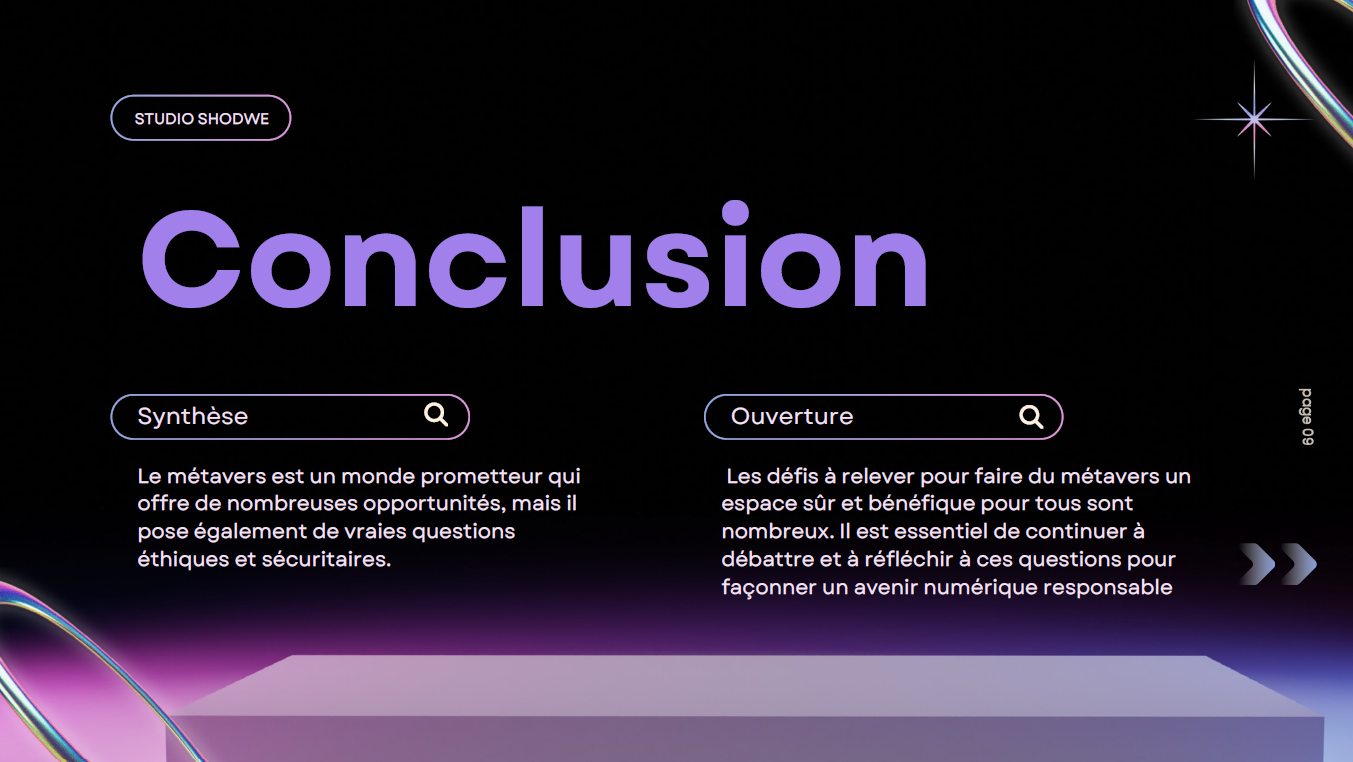 STUDIO SHODWE
Conclusion
Synthèse
Le métavers est un monde prometteur qui
offre de nombreuses opportunités, mais il
pose également de vraies questions
éthiques et sécuritaires.
Ouverture
Les défis à relever pour faire du métavers un
espace sûr et bénéfique pour tous sont
nombreux. Il est essentiel de continuer à
débattre et à réfléchir à ces questions pour
façonner un avenir numérique responsable
page 09